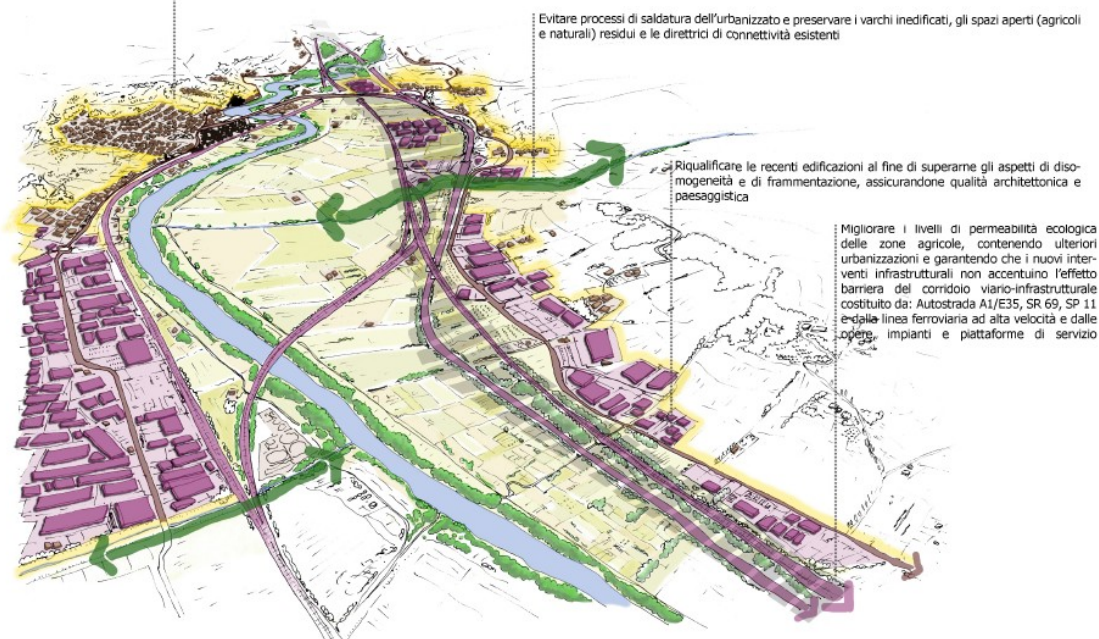 Evitare processi di saldatura dell'urbanizzato e preservare i varchi inedificati, gli spazi aperti (agricoli
e naturali) residui e le direttrici di connettività esistenti
Riqualificare le recenti edificazioni al fine di superarne gli aspetti di diso-
mogeneità e di frammentazione, assicurandone qualità architettonica e
paesaggistica
Migliorare i livelli di permeabilità ecologica
delle zone agricole, contenendo ulteriori
urbanizzazioni e garantendo che i nuovi inter-
venti infrastrutturali non accentuino l'effetto
barriera del corridoio viario-infrastrutturale
costituito da: Autostrada A1/E35, SR 69, SP 11
e dalla linea ferroviaria ad alta velocità e dalle
opere, impianti e piattaforme di servizio